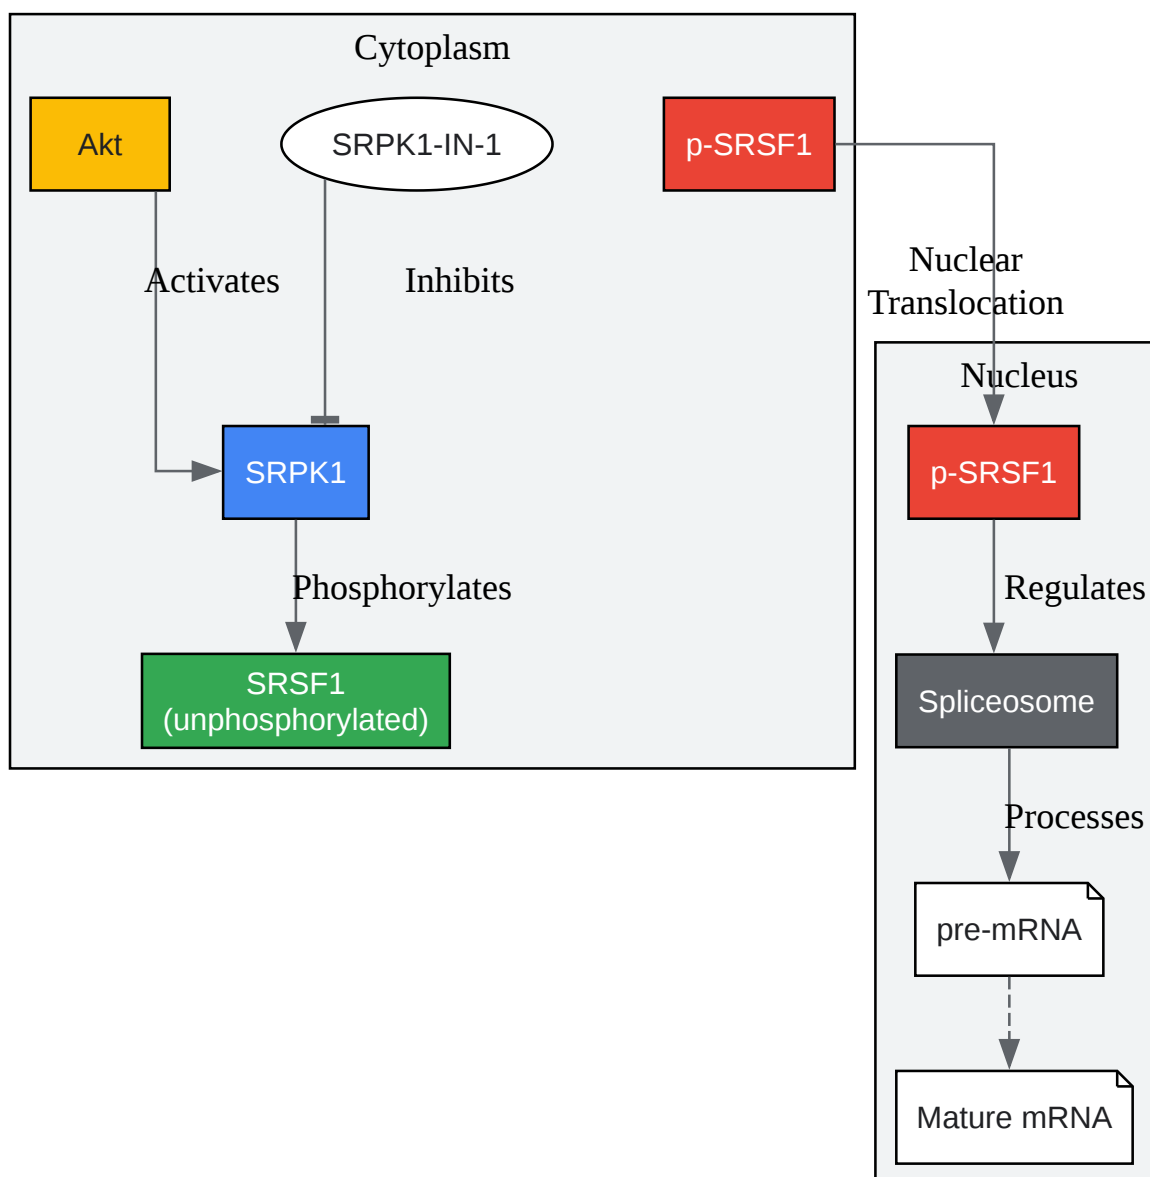 Cytoplasm
Akt
SRPK1-IN-1
p-SRSF1
Activates
Inhibits
Nuclear
Translocation
Nucleus
SRPK1
p-SRSF1
Phosphorylates
Regulates
SRSF1
(unphosphorylated)
Spliceosome
Processes
pre-mRNA
Mature mRNA